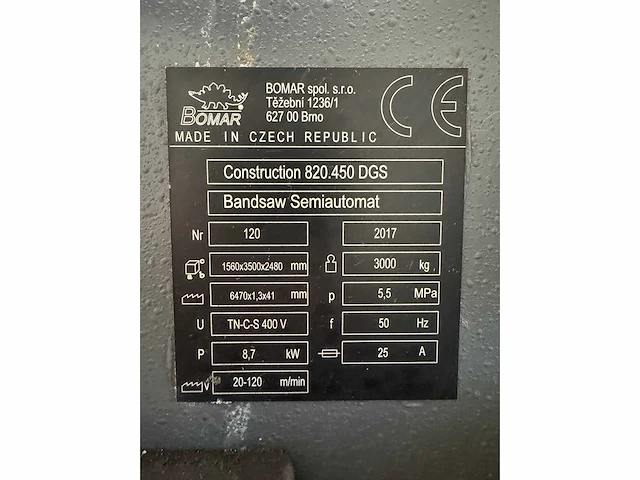 BOMAR
BOMAR spol. s.r.o.
Těžební 1236/1
627 00 Brno
CE
MADE IN CZECH REPUBLIC
Construction 820.450 DGS
Bandsaw Semiautomat
Nr 120 2017
1560x3500x2480 mm 3000 kg
6470x1,3x41 mm p 5,5 MPa
U TN-C-S 400 V f 50 Hz
P 8,7 kW 25 A
V 20-120 m/min